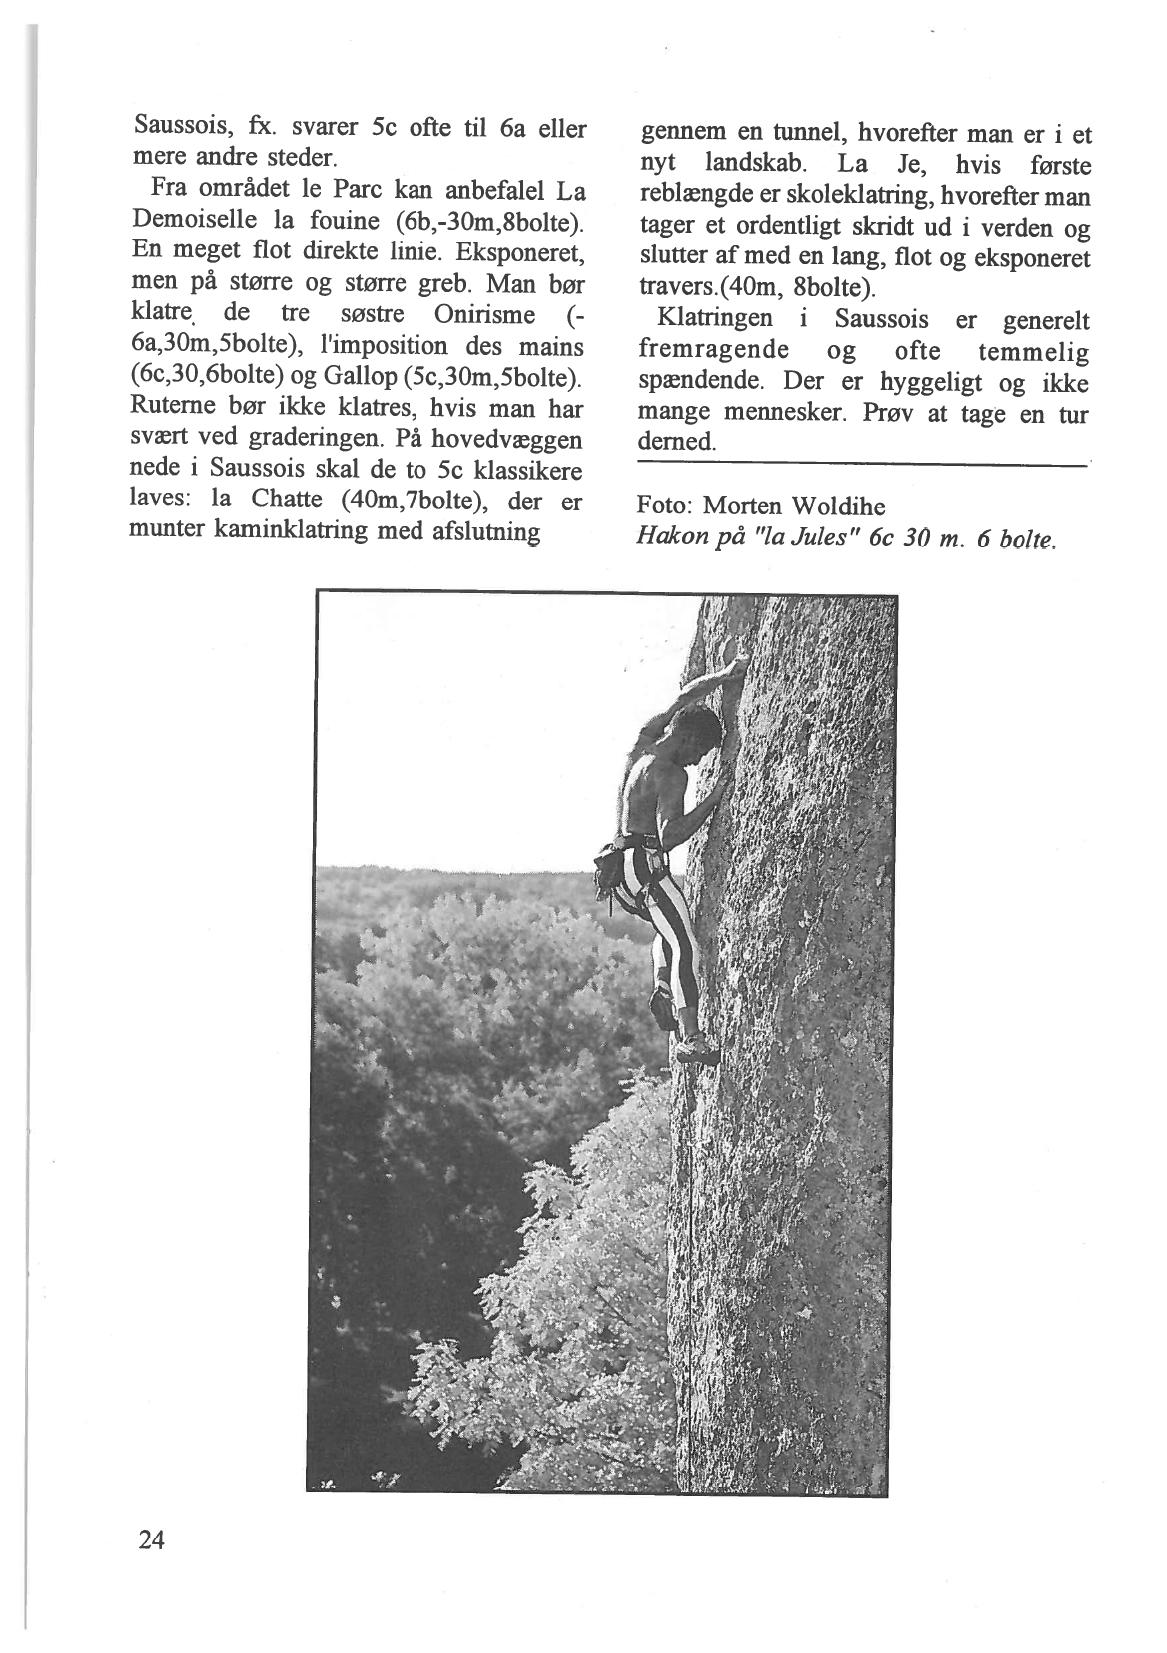 Saussois, fx. svarer 5c ofte til 6a eller
mere andre steder.
Fra området le Parc kan anbefalel La
Demoiselle la fouine (6b,-30m,8bolte).
En meget flot direkte linie. Eksponeret,
men på større og større greb. Man bør
klatre de tre søstre Onirisme (-
6a,30m,5bolte), l'imposition des mains
(6c,30,6bolte) og Gallop (5c,30m,5bolte).
Ruterne bør ikke klatres, hvis man har
svært ved graderingen. På hovedvæggen
nede i Saussois skal de to 5c klassikere
laves: la Chatte (40m,7bolte), der er
munter kaminklatring med afslutning
gennem en tunnel, hvorefter man er i et
nyt landskab. La Je, hvis første
reblængde er skoleklatring, hvorefter man
tager et ordentligt skridt ud i verden og
slutter af med en lang, flot og eksponeret
travers.(40m, 8bolte).
Klatringen i Saussois er generelt
fremragende og ofte temmelig
spændende. Der er hyggeligt og ikke
mange mennesker. Prøv at tage en tur
derned.
Foto: Morten Woldihe
Hakon på "la Jules" 6c 30 m. 6 bolte.
24